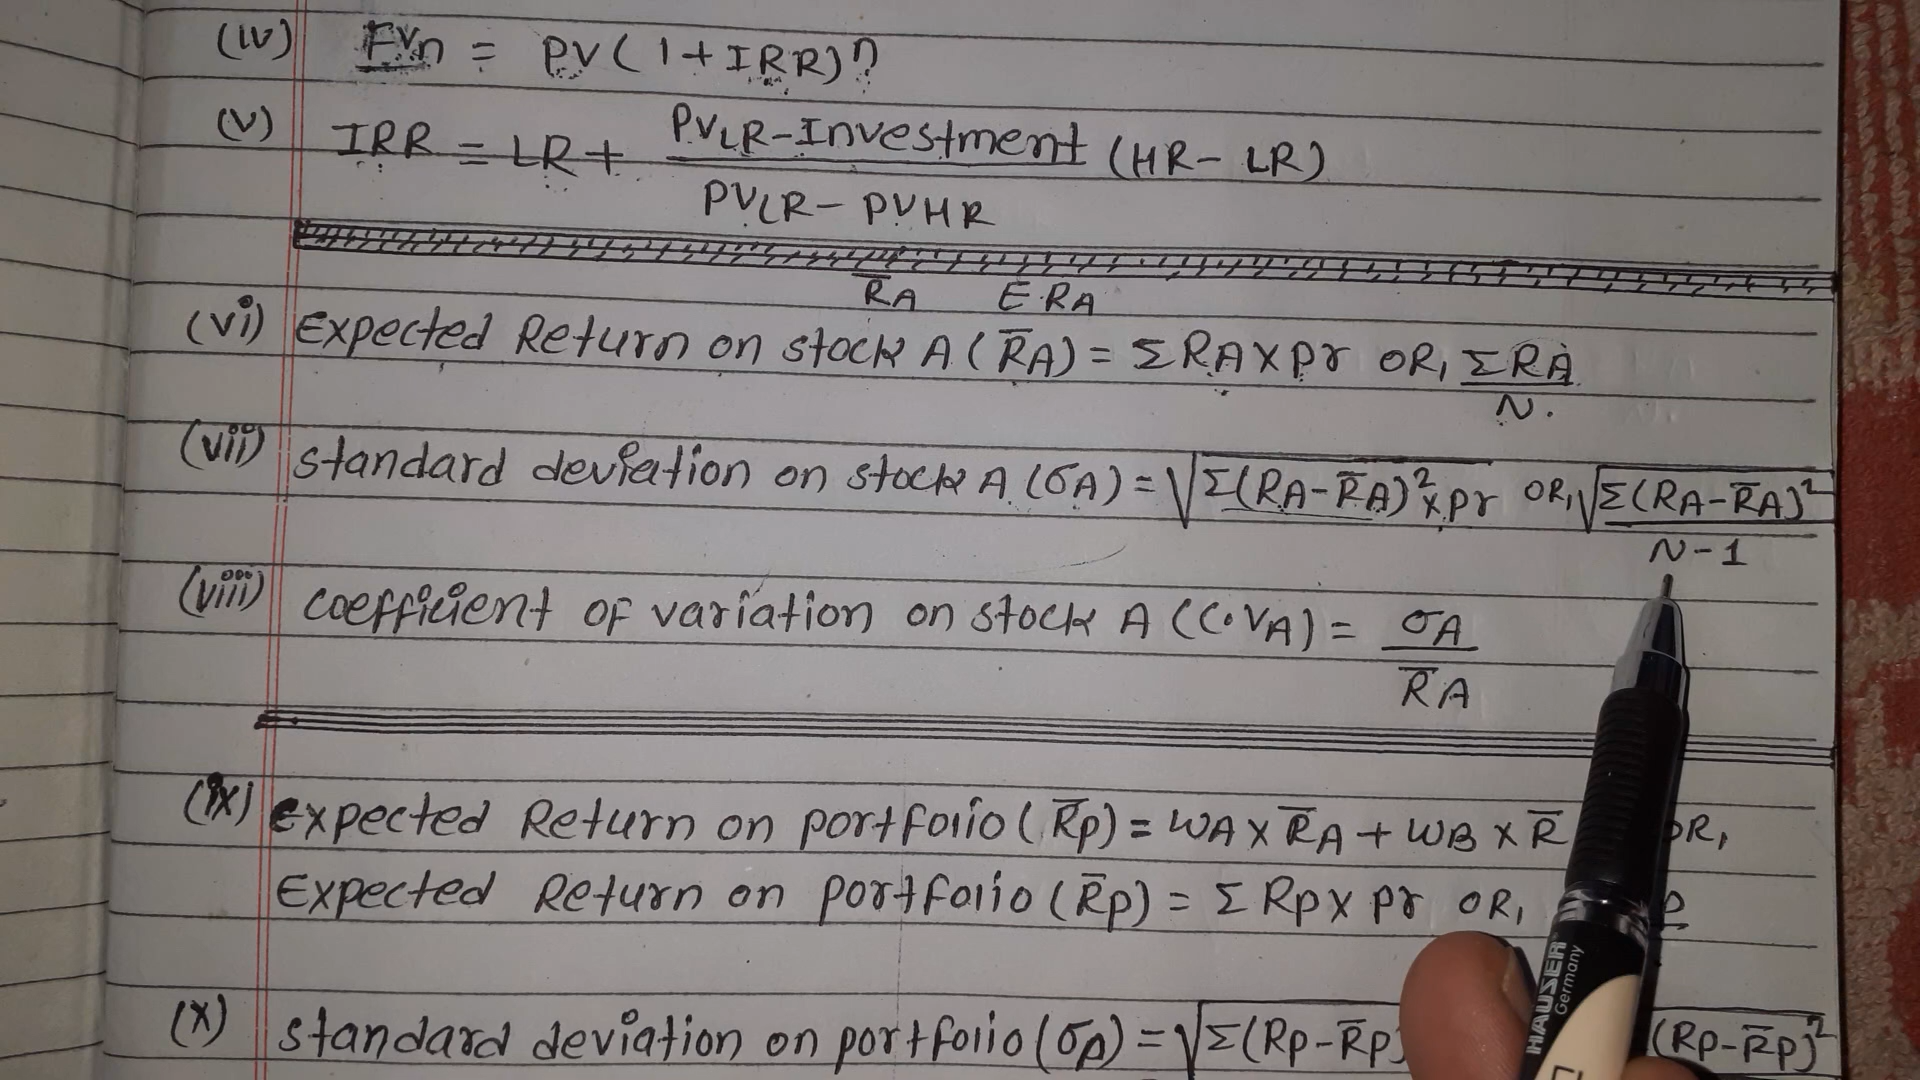 (iv) FVn = PV(1+IRR)n
(v) IRR = LR + PVLR-Investment (HR-LR)
PVLR-PVHR
R̅A E·RA
(vi) Expected Return on stock A (R̅A) = ΣRA×Pr OR, ΣRA
N.
(vii) standard deviation on stock A (σA) = √Σ(RA-R̅A)²×Pr OR, √Σ(RA-R̅A)²
N-1
(viii) coefficient of variation on stock A (C.VA) = σA
R̅A
(ix) Expected Return on portfolio (R̅p) = WA×R̅A + WB×R̅ OR,
Expected Return on portfolio (R̅p) = ΣRp×Pr OR,
(x) standard deviation on portfolio (σp) = √Σ(Rp-R̅p) (Rp-R̅p)²
HAUSER
Germany